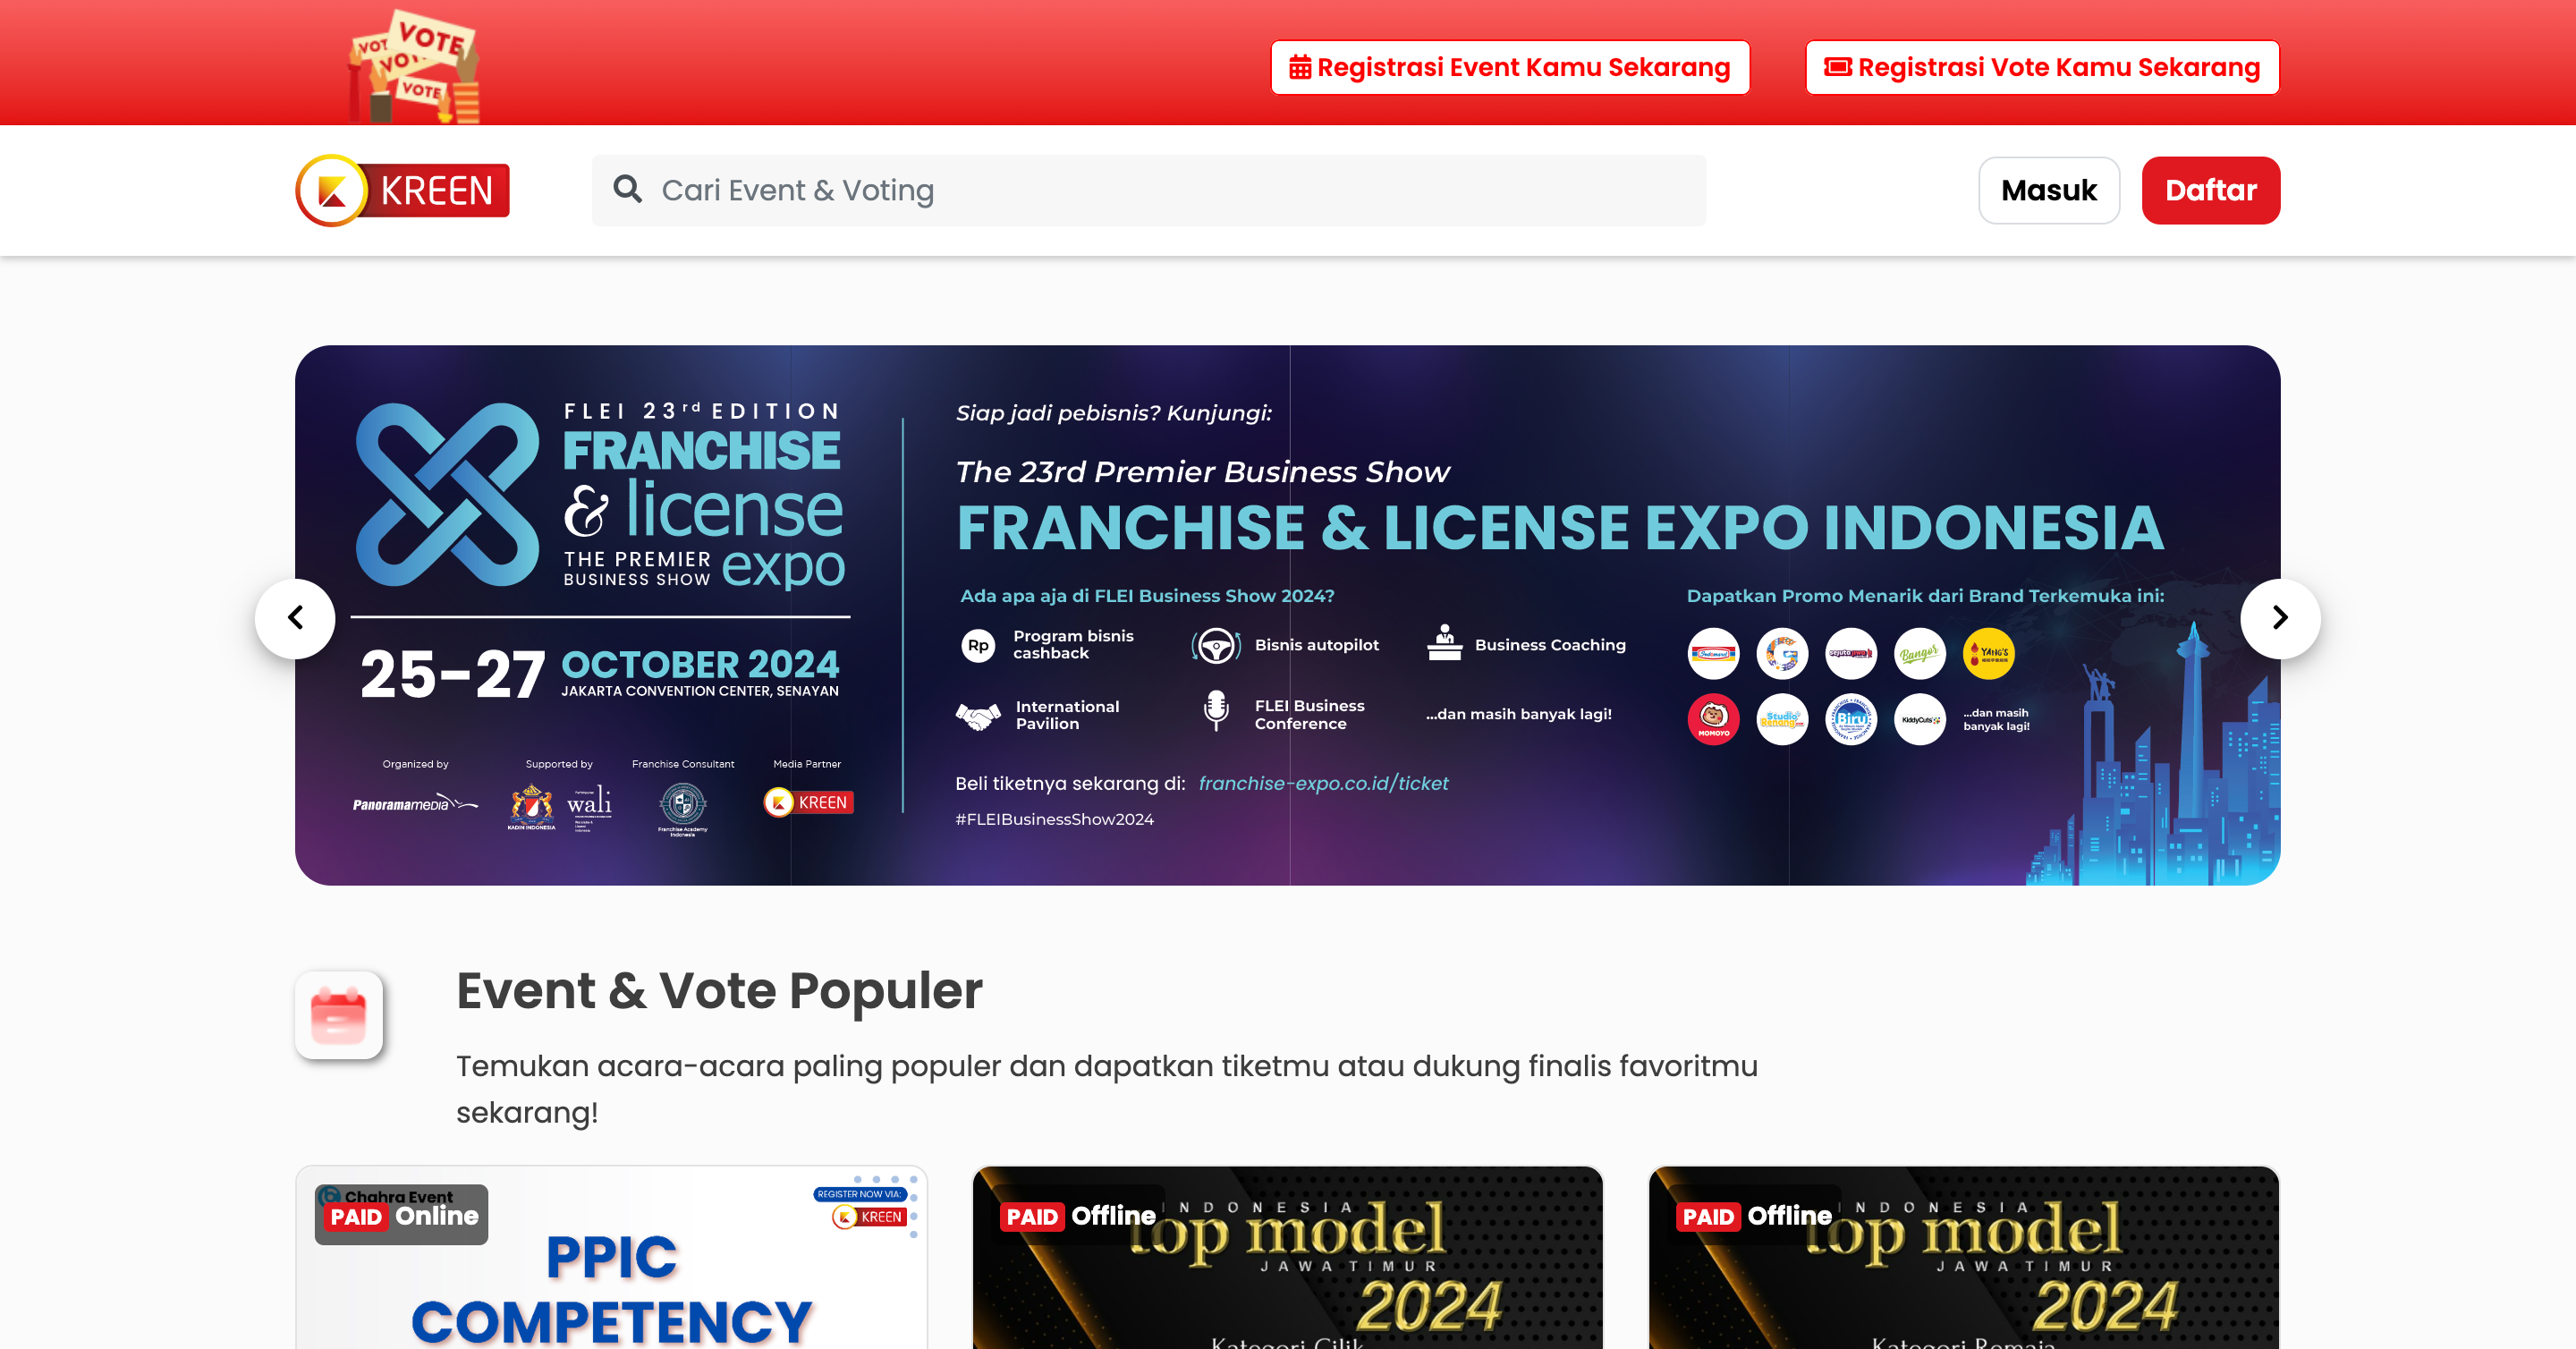 VOTE
VOT
VOTE
Registrasi Event Kamu Sekarang
Registrasi Vote Kamu Sekarang
KREEN
Cari Event & Voting
Masuk
Daftar
FLEI 23rd EDITION
FRANCHISE
& license
THE PREMIER
BUSINESS SHOW
expo
25-27 OCTOBER 2024
JAKARTA CONVENTION CENTER, SENAYAN
Organized by
Supported by
Franchise Consultant
Media Partner
Panoramamedia
KADIN INDONESIA
wali
Franchise Academy
Indonesia
KREEN
Siap jadi pebisnis? Kunjungi:
The 23rd Premier Business Show
FRANCHISE & LICENSE EXPO INDONESIA
Ada apa aja di FLEI Business Show 2024?
Rp
Program bisnis
cashback
Bisnis autopilot
Business Coaching
International
Pavilion
FLEI Business
Conference
...dan masih banyak lagi!
Beli tiketnya sekarang di: franchise-expo.co.id/ticket
#FLEIBusinessShow2024
Dapatkan Promo Menarik dari Brand Terkemuka ini:
Indomaret
Bangor
YANG'S
MOMOYO
Studio
Renang
Biru
KiddyCuts
...dan masih
banyak lagi!
Event & Vote Populer
Temukan acara-acara paling populer dan dapatkan tiketmu atau dukung finalis favoritmu
sekarang!
Chahra Event
PAID Online
REGISTER NOW VIA:
KREEN
PPIC
COMPETENCY
PAID Offline
INDONESIA
top model
JAWA TIMUR
2024
Kategori Cilik
PAID Offline
INDONESIA
top model
JAWA TIMUR
2024
Kategori Remaja